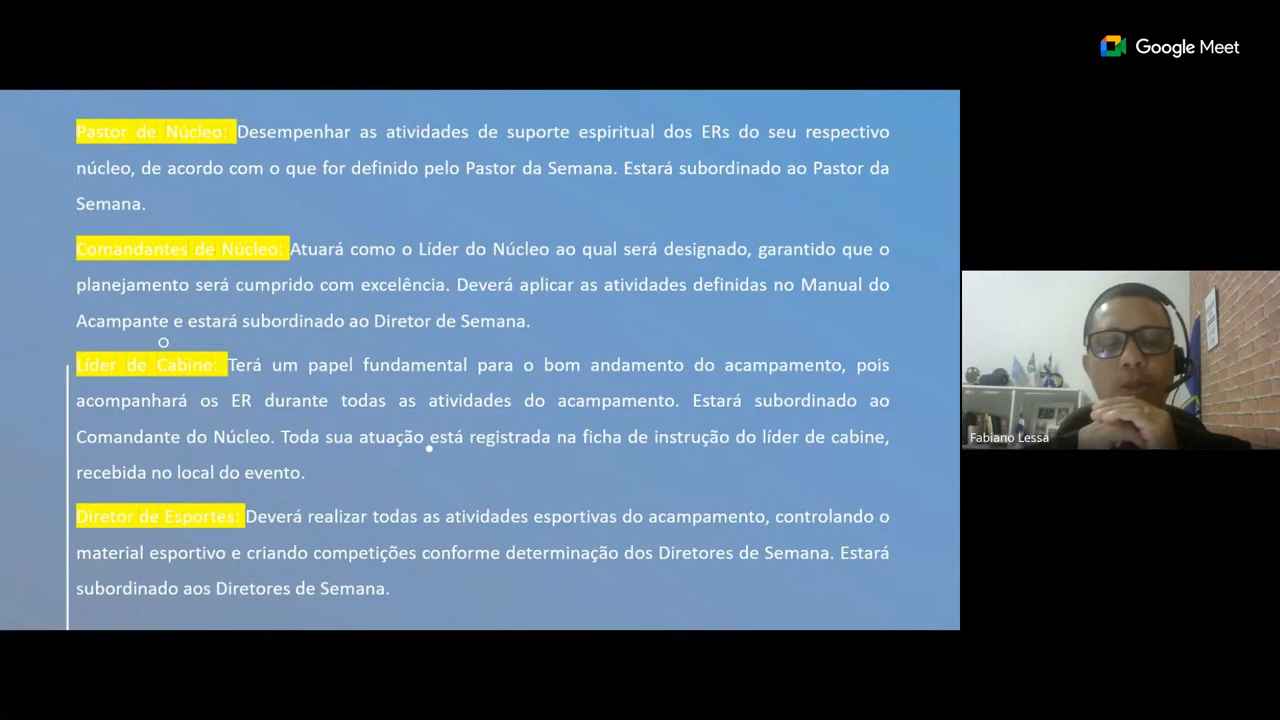 Google Meet
Pastor de Núcleo: Desempenhar as atividades de suporte espiritual dos ERs do seu respectivo
núcleo, de acordo com o que for definido pelo Pastor da Semana. Estará subordinado ao Pastor da
Semana.
Comandantes de Núcleo: Atuará como o Líder do Núcleo ao qual será designado, garantido que o
planejamento será cumprido com excelência. Deverá aplicar as atividades definidas no Manual do
Acampante e estará subordinado ao Diretor de Semana.
Líder de Cabine: Terá um papel fundamental para o bom andamento do acampamento, pois
acompanhará os ER durante todas as atividades do acampamento. Estará subordinado ao
Comandante do Núcleo. Toda sua atuação está registrada na ficha de instrução do líder de cabine,
recebida no local do evento.
Diretor de Esportes: Deverá realizar todas as atividades esportivas do acampamento, controlando o
material esportivo e criando competições conforme determinação dos Diretores de Semana. Estará
subordinado aos Diretores de Semana.
Fabiano Lessa